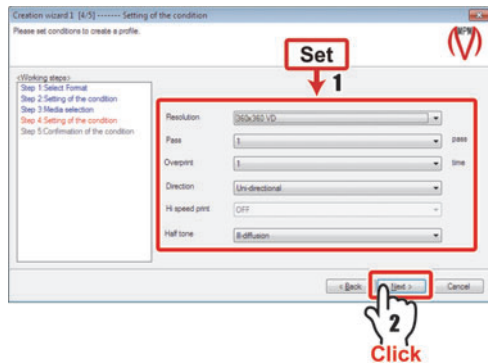 Creation wizard 1 [4/5] ------- Setting of the condition
Please set conditions to create a profile.
Set
1
<Working steps>
Step 1:Select Format
Step 2:Setting of the condition
Step 3:Media selection
Step 4:Setting of the condition
Step 5:Confirmation of the condition
Resolution 360x360 VD
Pass 1 pass
Overprint 1 time
Direction Uni-directional
Hi speed print OFF
Half tone Ill-diffusion
< Back Next > Cancel
2
Click